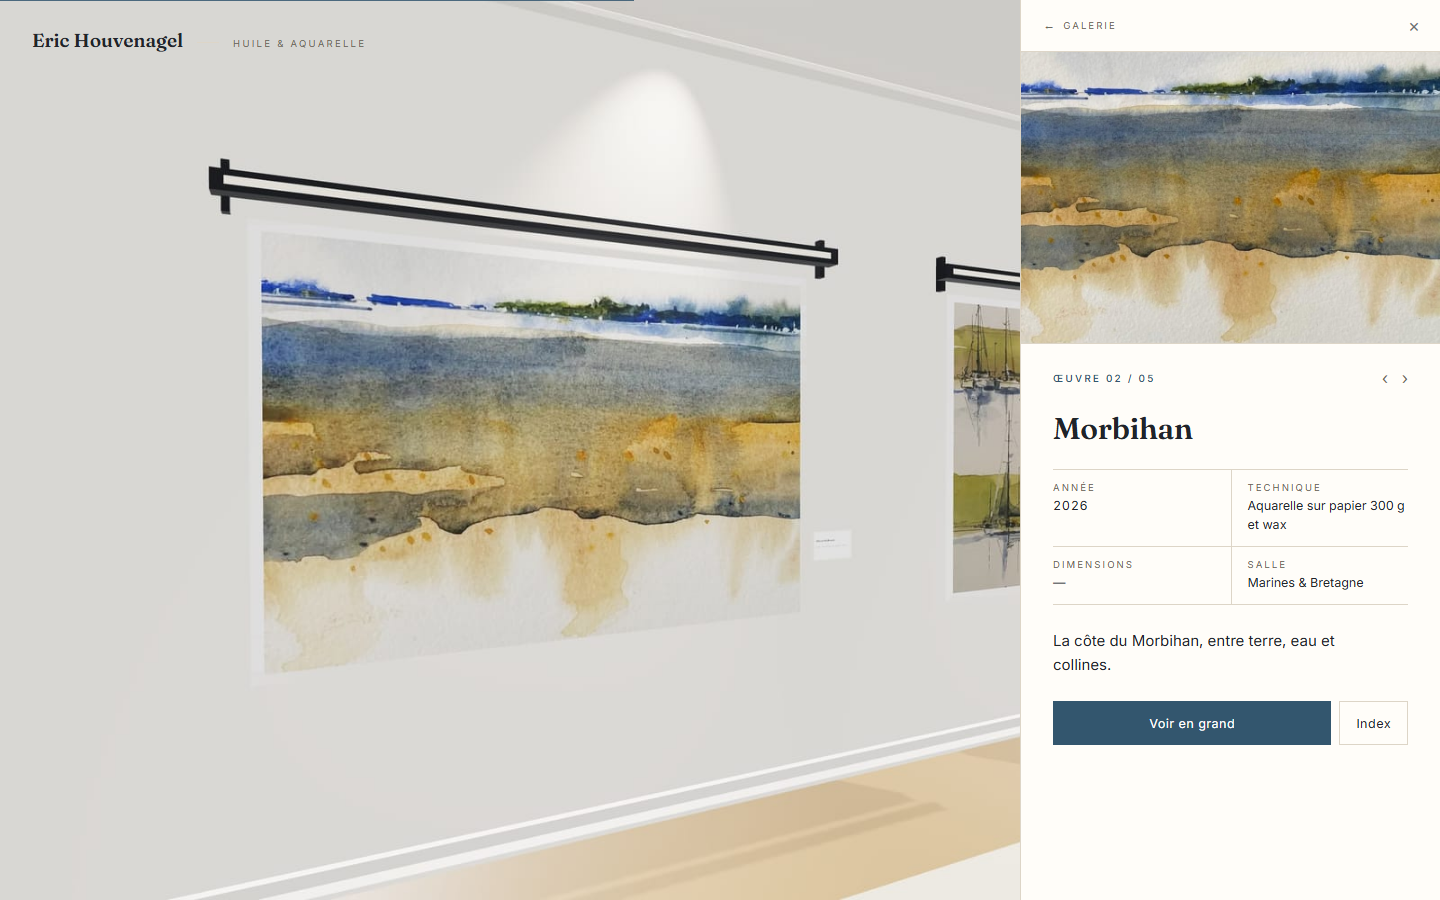 Eric Houvenagel
HUILE & AQUARELLE
← GALERIE
×
ŒUVRE 02 / 05
‹ ›
Morbihan
ANNÉE
2026
TECHNIQUE
Aquarelle sur papier 300 g
et wax
DIMENSIONS
—
SALLE
Marines & Bretagne
La côte du Morbihan, entre terre, eau et
collines.
Voir en grand
Index